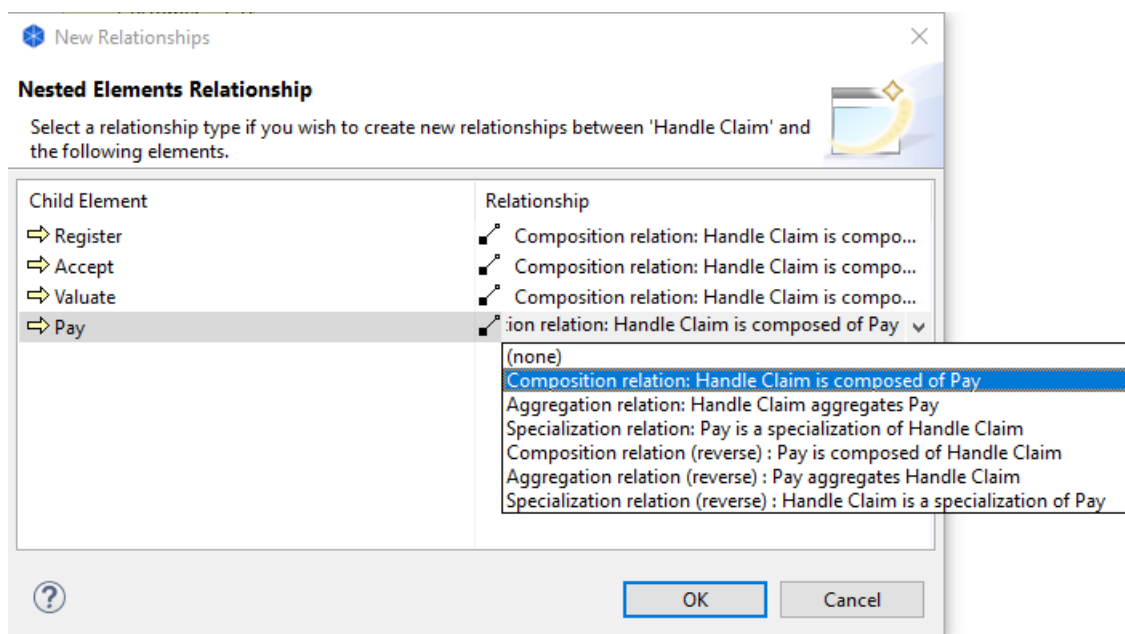 New Relationships
Nested Elements Relationship
Select a relationship type if you wish to create new relationships between 'Handle Claim' and
the following elements.
Child Element Relationship
Register Composition relation: Handle Claim is compo...
Accept Composition relation: Handle Claim is compo...
Valuate Composition relation: Handle Claim is compo...
Pay :ion relation: Handle Claim is composed of Pay
(none)
Composition relation: Handle Claim is composed of Pay
Aggregation relation: Handle Claim aggregates Pay
Specialization relation: Pay is a specialization of Handle Claim
Composition relation (reverse) : Pay is composed of Handle Claim
Aggregation relation (reverse) : Pay aggregates Handle Claim
Specialization relation (reverse) : Handle Claim is a specialization of Pay
?
OK Cancel